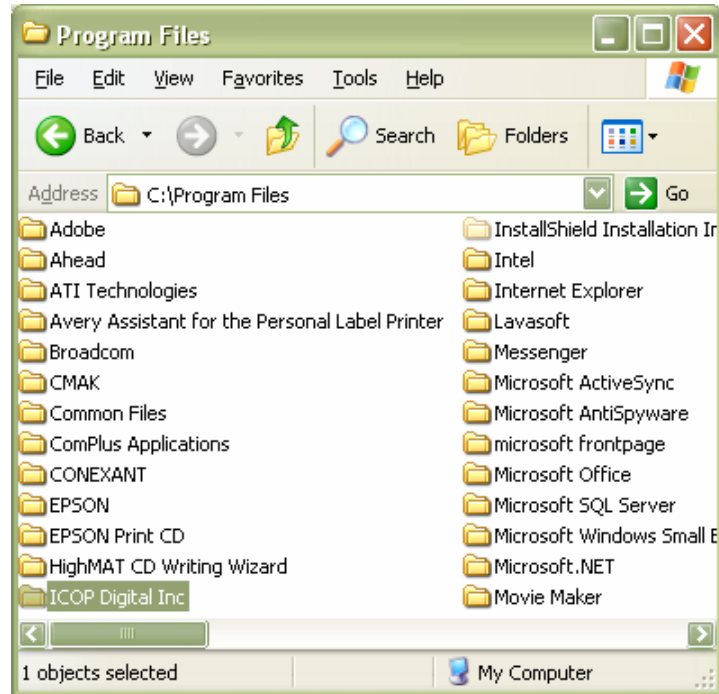 Program Files
File Edit View Favorites Tools Help
Back Search Folders
Address C:\Program Files Go
Adobe
Ahead
ATI Technologies
Avery Assistant for the Personal Label Printer
Broadcom
CMAK
Common Files
ComPlus Applications
CONEXANT
EPSON
EPSON Print CD
HighMAT CD Writing Wizard
ICOP Digital Inc
InstallShield Installation
Intel
Internet Explorer
Lavasoft
Messenger
Microsoft ActiveSync
Microsoft AntiSpyware
microsoft frontpage
Microsoft Office
Microsoft SQL Server
Microsoft Windows Small
Microsoft.NET
Movie Maker
1 objects selected My Computer